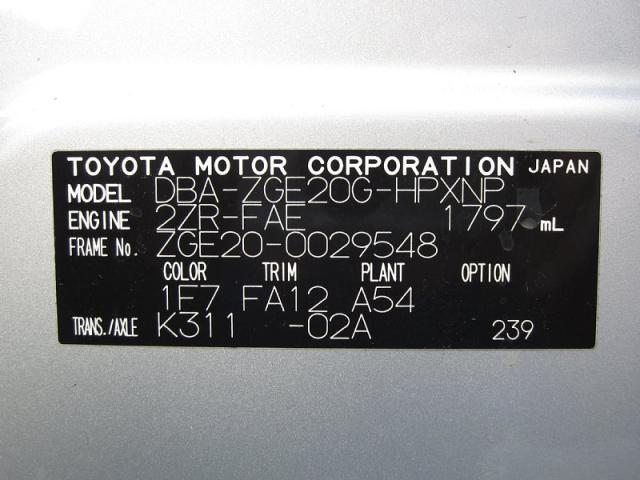 TOYOTA MOTOR CORPORATION JAPAN
MODEL DBA-ZGE20G-HPXNP
ENGINE 2ZR-FAE 1797 mL
FRAME No. ZGE20-0029548
COLOR TRIM PLANT OPTION
1E7 FA12 A54
TRANS./AXLE K311 -02A 239